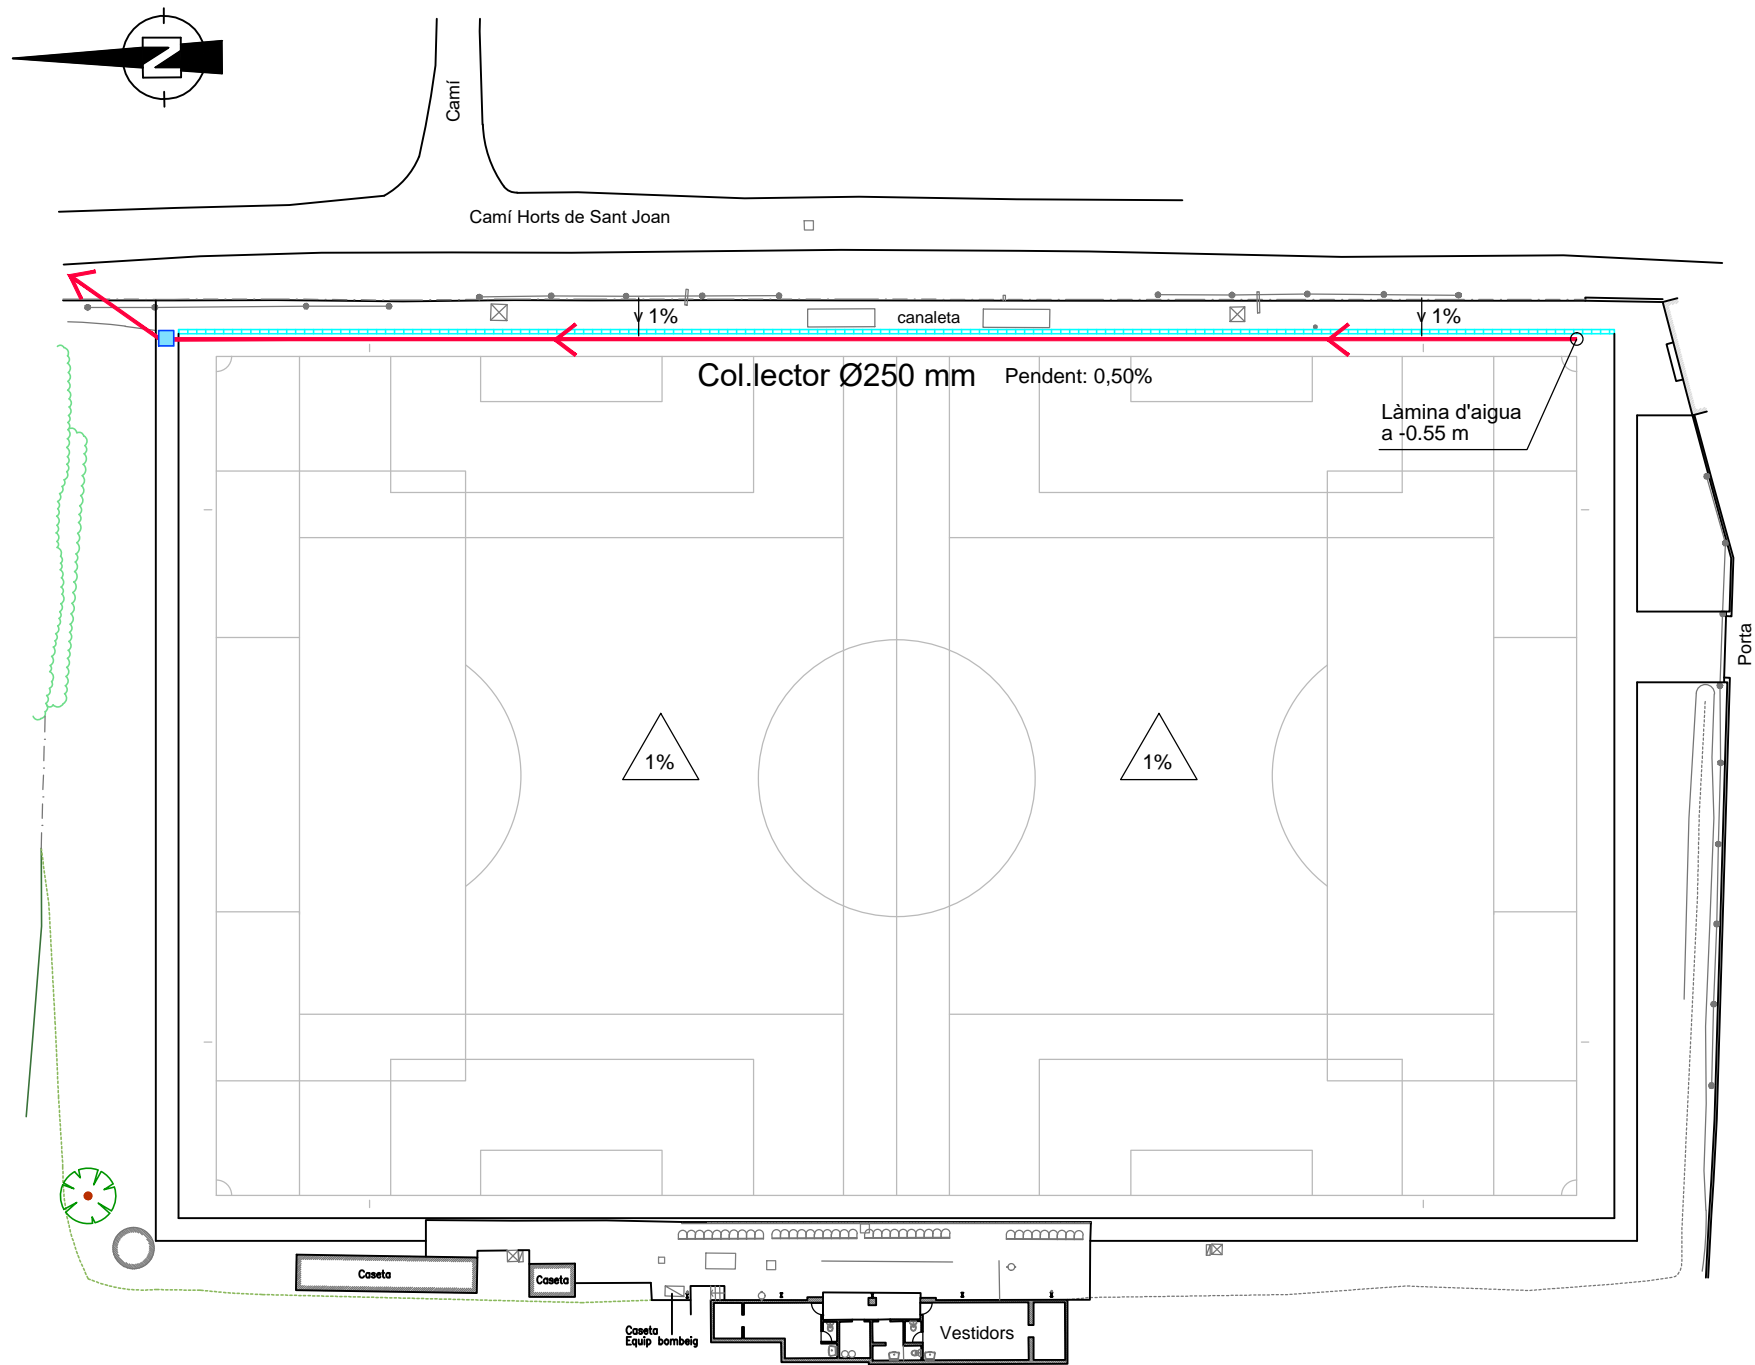 N
Camí
Camí Horts de Sant Joan
1%
canaleta
1%
Col.lector Ø250 mm
Pendent: 0,50%
Làmina d'aigua
a -0.55 m
Porta
1%
1%
Caseta
Caseta
Caseta
Equip bombeig
Vestidors